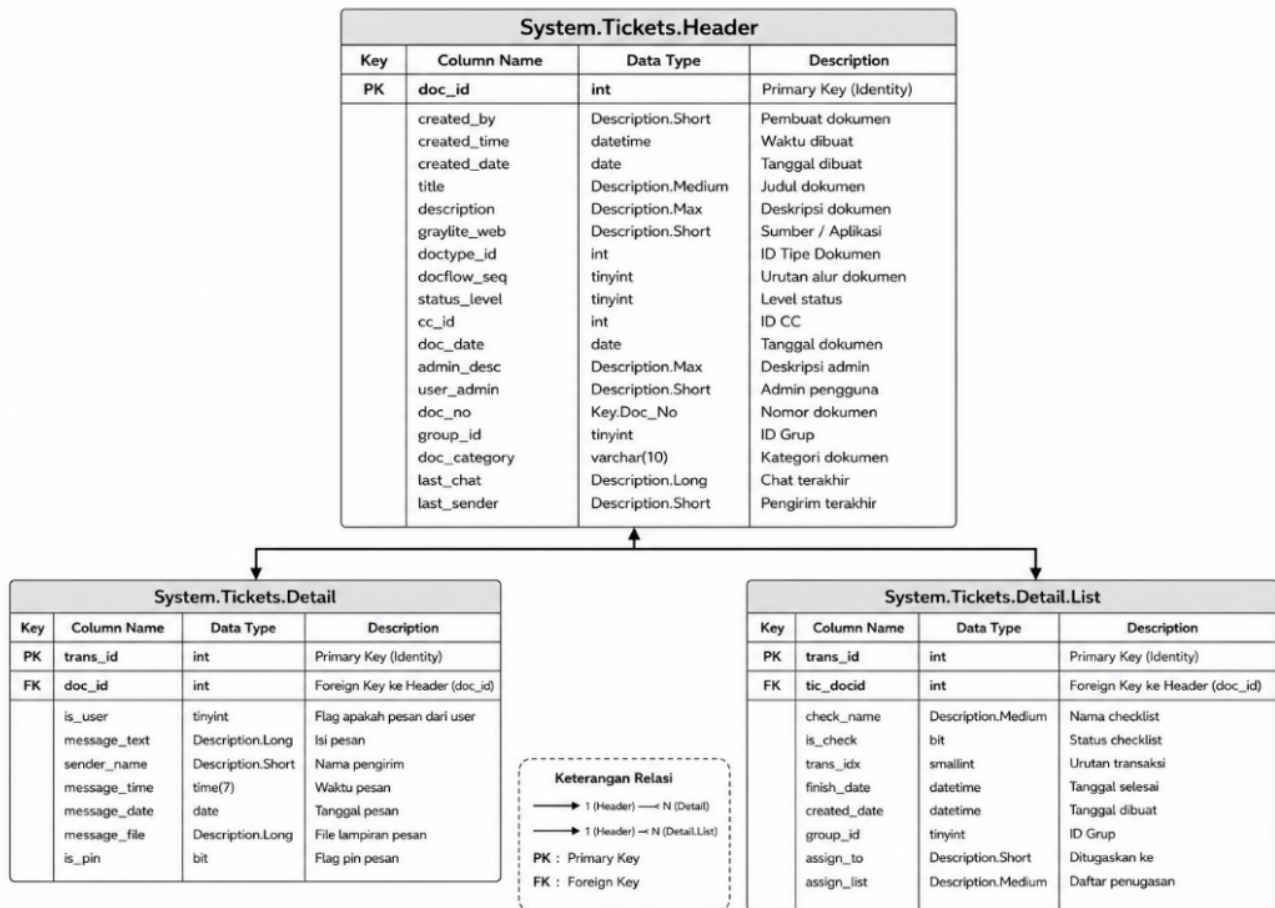 System.Tickets.Header
Key Column Name Data Type Description
PK doc_id int Primary Key (Identity)
created_by Description.Short Pembuat dokumen
created_time datetime Waktu dibuat
created_date date Tanggal dibuat
title Description.Medium Judul dokumen
description Description.Max Deskripsi dokumen
graylite_web Description.Short Sumber / Aplikasi
doctype_id int ID Tipe Dokumen
docflow_seq tinyint Urutan alur dokumen
status_level tinyint Level status
cc_id int ID CC
doc_date date Tanggal dokumen
admin_desc Description.Max Deskripsi admin
user_admin Description.Short Admin pengguna
doc_no Key.Doc_No Nomor dokumen
group_id tinyint ID Grup
doc_category varchar(10) Kategori dokumen
last_chat Description.Long Chat terakhir
last_sender Description.Short Pengirim terakhir
System.Tickets.Detail
Key Column Name Data Type Description
PK trans_id int Primary Key (Identity)
FK doc_id int Foreign Key ke Header (doc_id)
is_user tinyint Flag apakah pesan dari user
message_text Description.Long Isi pesan
sender_name Description.Short Nama pengirim
message_time time(7) Waktu pesan
message_date date Tanggal pesan
message_file Description.Long File lampiran pesan
is_pin bit Flag pin pesan
Keterangan Relasi
1 (Header) —< N (Detail)
1 (Header) —< N (Detail.List)
PK : Primary Key
FK : Foreign Key
System.Tickets.Detail.List
Key Column Name Data Type Description
PK trans_id int Primary Key (Identity)
FK tic_docid int Foreign Key ke Header (doc_id)
check_name Description.Medium Nama checklist
is_check bit Status checklist
trans_idx smallint Urutan transaksi
finish_date datetime Tanggal selesai
created_date datetime Tanggal dibuat
group_id tinyint ID Grup
assign_to Description.Short Ditugaskan ke
assign_list Description.Medium Daftar penugasan